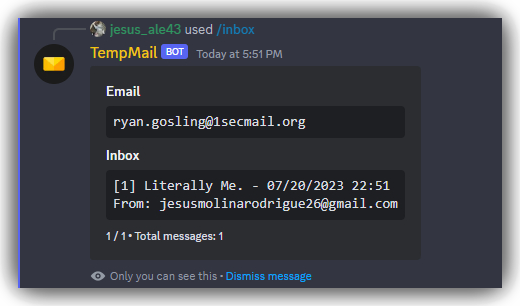 jesus_ale43 used /inbox
TempMail BOT Today at 5:51 PM
Email
ryan.gosling@1secmail.org
Inbox
[1] Literally Me. - 07/20/2023 22:51
From: jesusmolinarodrigue26@gmail.com
1 / 1 • Total messages: 1
Only you can see this • Dismiss message